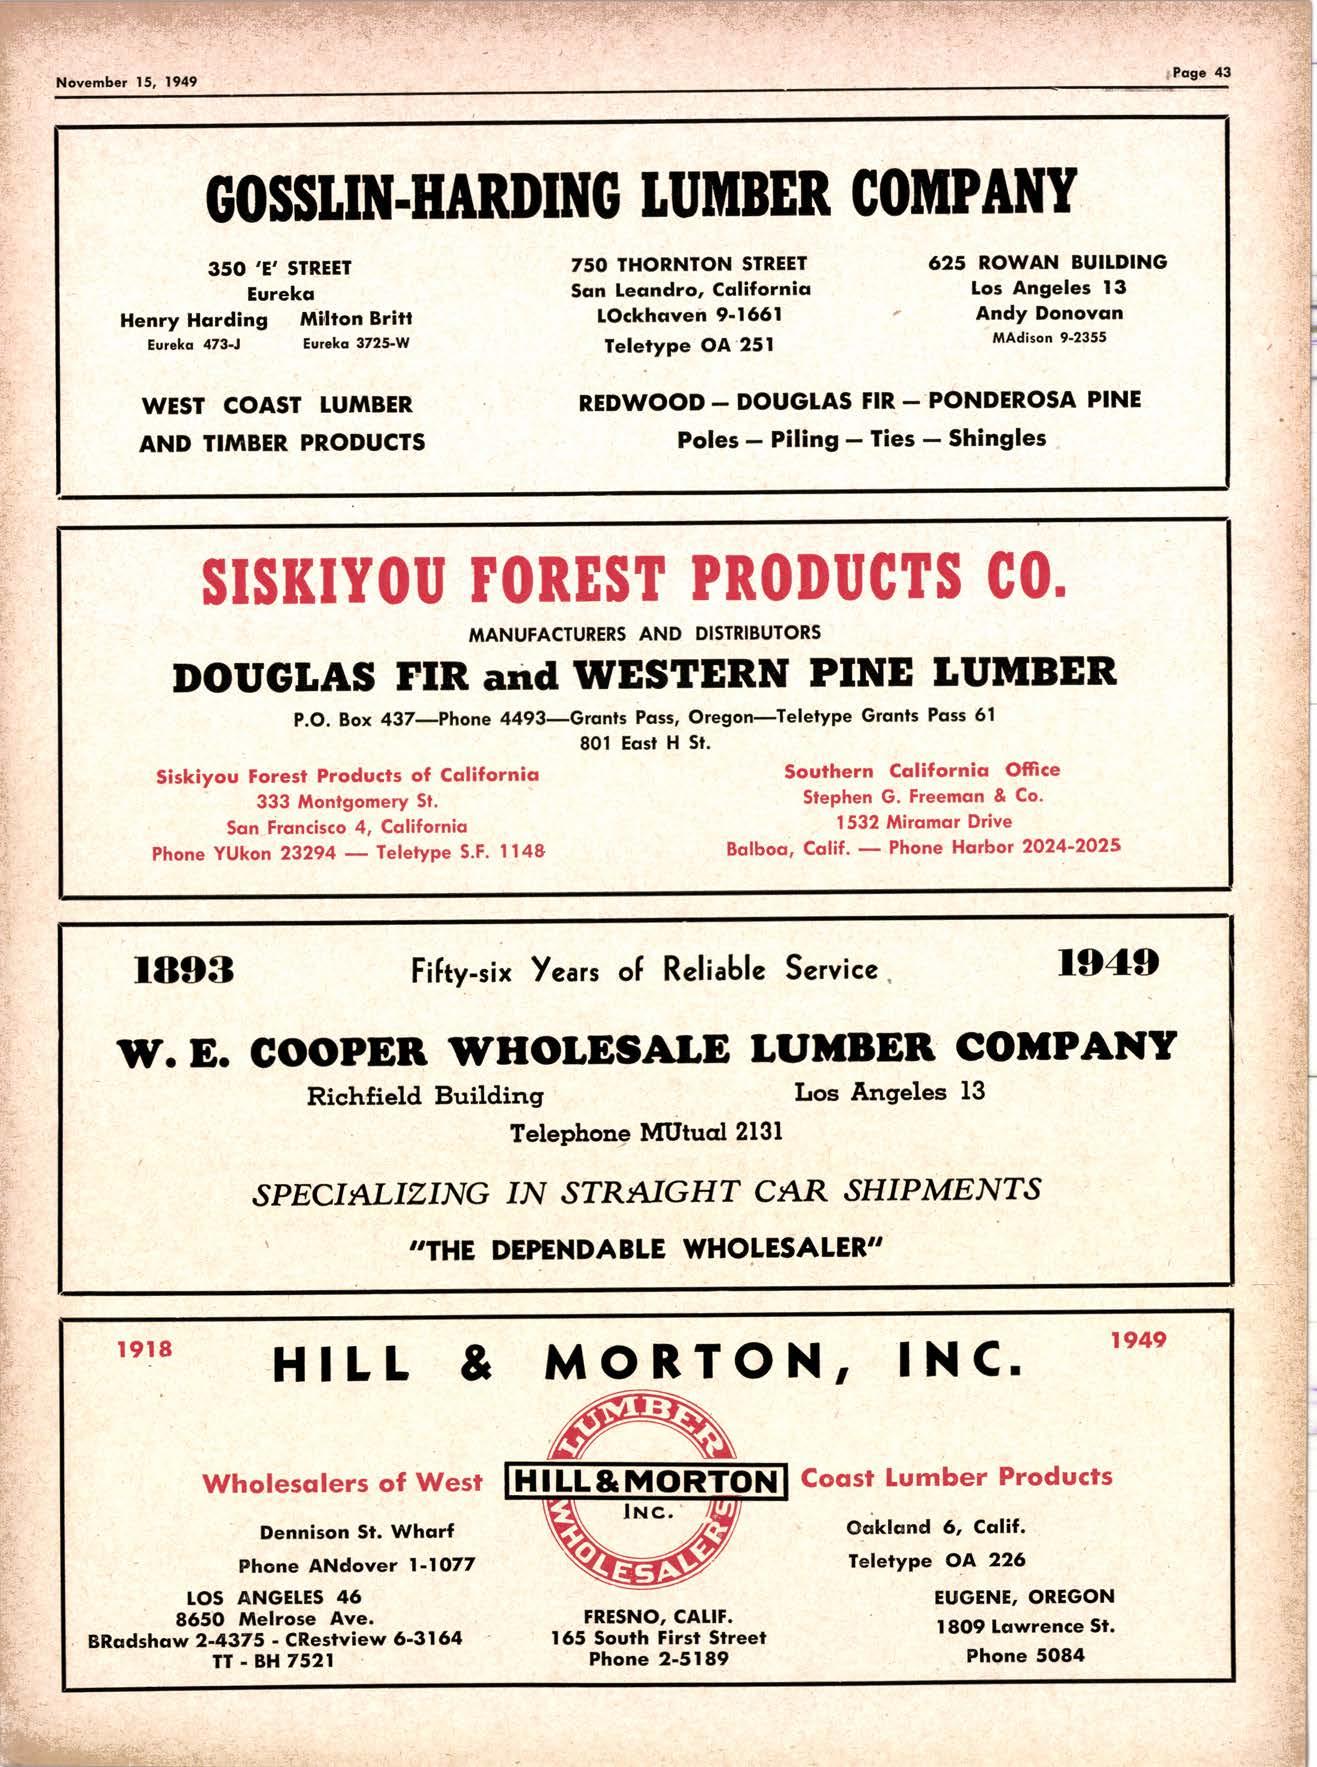 November 15, 1949
Page 43
GOSSLIN-HARDING LUMBER COMPANY
350 'E' STREET
Eureka
Henry Harding Milton Britt
Eureka 473-J Eureka 3725-W
750 THORNTON STREET
San Leandro, California
LOckhaven 9-1661
Teletype OA 251
625 ROWAN BUILDING
Los Angeles 13
Andy Donovan
MAdison 9-2355
WEST COAST LUMBER
AND TIMBER PRODUCTS
REDWOOD — DOUGLAS FIR — PONDEROSA PINE
Poles — Piling — Ties — Shingles
SISKIYOU FOREST PRODUCTS CO.
MANUFACTURERS AND DISTRIBUTORS
DOUGLAS FIR and WESTERN PINE LUMBER
P.O. Box 437—Phone 4493—Grants Pass, Oregon—Teletype Grants Pass 61
801 East H St.
Siskiyou Forest Products of California
333 Montgomery St.
San Francisco 4, California
Phone YUkon 23294 — Teletype S.F. 1148
Southern California Office
Stephen G. Freeman & Co.
1532 Miramar Drive
Balboa, Calif. — Phone Harbor 2024-2025
1893 Fifty-six Years of Reliable Service 1949
W. E. COOPER WHOLESALE LUMBER COMPANY
Richfield Building Los Angeles 13
Telephone MUtual 2131
SPECIALIZING IN STRAIGHT CAR SHIPMENTS
"THE DEPENDABLE WHOLESALER"
1918 HILL & MORTON, INC. 1949
LUMBER
Wholesalers of West HILL & MORTON Coast Lumber Products
INC.
WHOLESALERS
Dennison St. Wharf
Phone ANdover 1-1077
Oakland 6, Calif.
Teletype OA 226
LOS ANGELES 46
8650 Melrose Ave.
BRadshaw 2-4375 - CRestview 6-3164
TT - BH 7521
FRESNO, CALIF.
165 South First Street
Phone 2-5189
EUGENE, OREGON
1809 Lawrence St.
Phone 5084